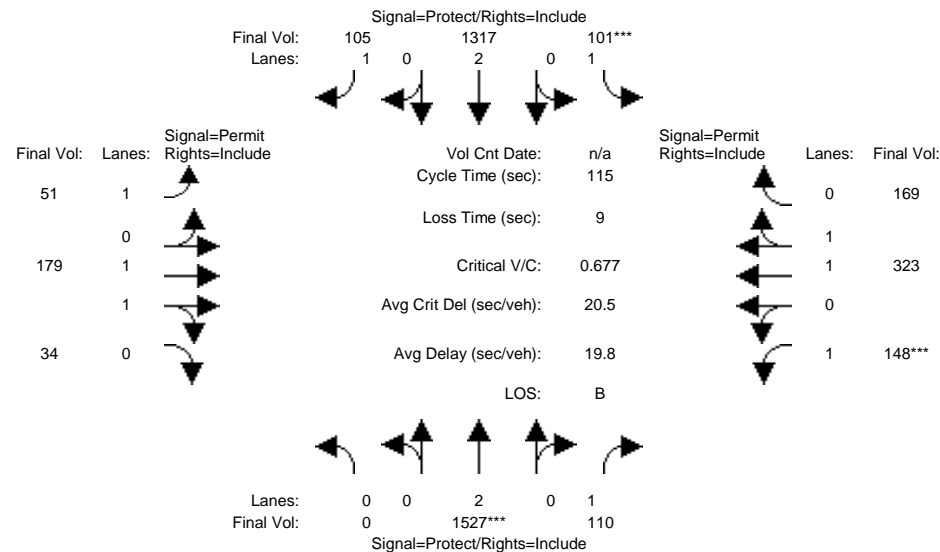 Signal=Protect/Rights=Include
Final Vol: 105 1317 101***
Lanes: 1 0 2 0 1
Signal=Permit Signal=Permit
Final Vol: Lanes: Rights=Include Vol Cnt Date: n/a Rights=Include Lanes: Final Vol:
Cycle Time (sec): 115
51 1 0 169
Loss Time (sec): 9
0 1
179 1 Critical V/C: 0.677 1 323
1 Avg Crit Del (sec/veh): 20.5 0
34 0 Avg Delay (sec/veh): 19.8 1 148***
LOS: B
Lanes: 0 0 2 0 1
Final Vol: 0 1527*** 110
Signal=Protect/Rights=Include